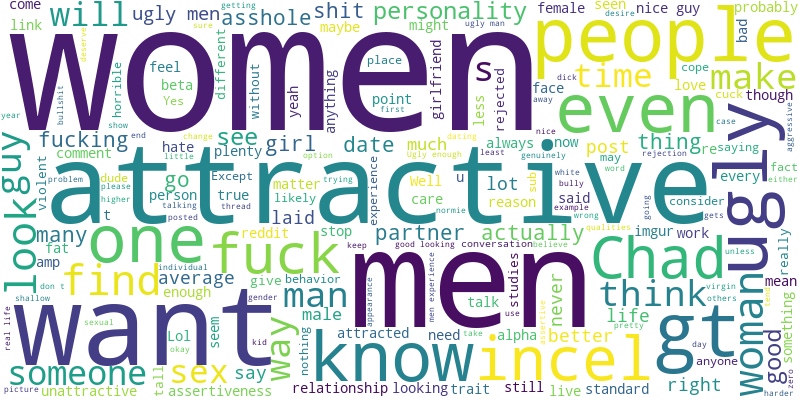 come
will
ugly men
asshole
shit
personality
female
seen
desire
nice guy
probably
link
deserve
sure
getting
maybe
might
ugly man
women
people
feel
beta
Yes
different
without
horrible
yeah
anything
place
point
first
girlfriend
s
less
rejected
face
dick
away
time
bad
cope
love
cuck
make
though
year
bullshit
show
fucking
end
hate
change
see
girl
plenty
date
much
always
now
even
post
thing
re
saying
aggressive
look
guy
comment
little
option
ugly enough
least
genuinely
may
word
rejection
case
every
fact
either
violent
problem
please
higher
dude
talking
posted
attractive
go
person
Except
true
thread
matter
likely
trying
care
experience
Well
u
lot
reason
sub
nice
dating
said
white
bully
example
wrong
going
consider
gets
ugly
many
t
one
fuck
laid
reddit
stop
partner
actually
imgur
work
really
fat
amp
find
average
individual
give
behavior
keep
good looking
conversation
believe
normie
qualities
Chad
unless
mean
real life
shallow
don t
enough
gender
nothing
men
appearance
men experience
studies
talk
use
never
life
think
virgin
others
woman
good
something
want
man
male
attracted
need
alpha
take
assertive
better
pretty
day
anyone
someone
sexual
okay
Lol
seem
kid
way
know
incel
gt
picture
unattractive
tall
sex
say
assertiveness
relationship
looking
trait
still
live
standard
right
zero
harder